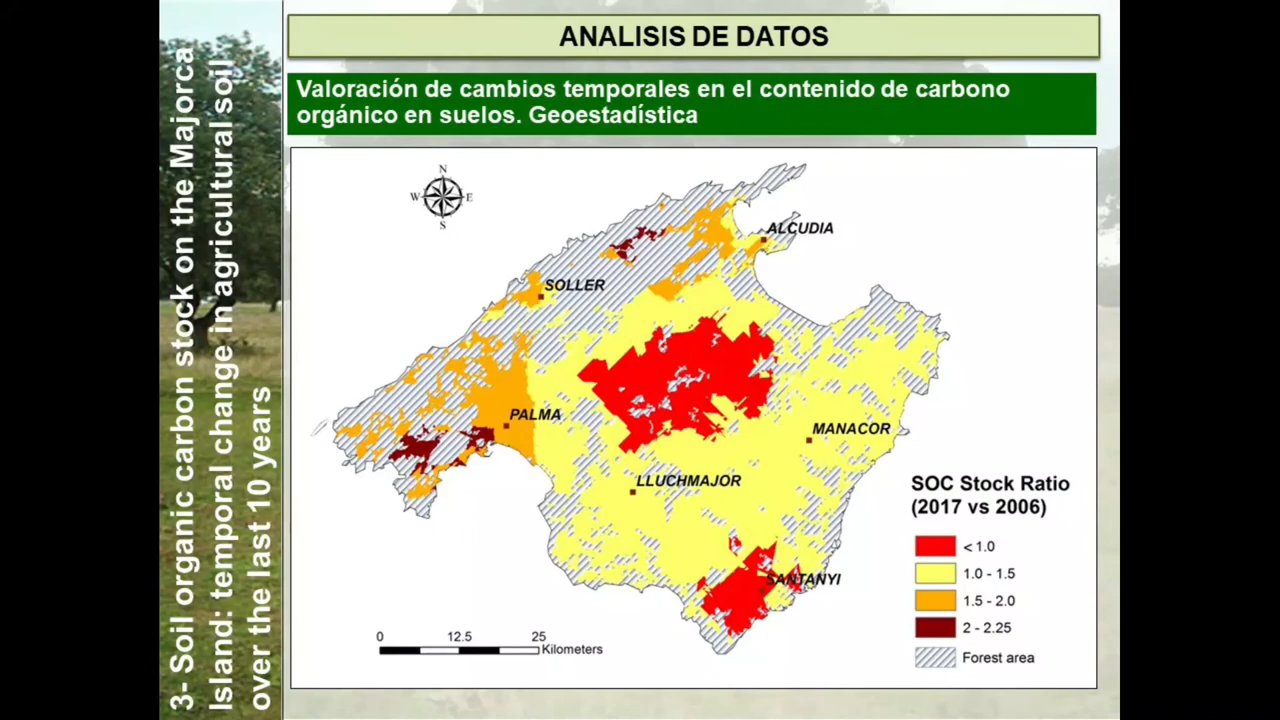 3- Soil organic carbon stock on the Majorca
Island: temporal change in agricultural soil
over the last 10 years
ANALISIS DE DATOS
Valoración de cambios temporales en el contenido de carbono
orgánico en suelos. Geoestadística
N
W
E
S
ALCUDIA
SOLLER
PALMA
MANACOR
LLUCHMAJOR
SANTANYI
SOC Stock Ratio
(2017 vs 2006)
< 1.0
1.0 - 1.5
1.5 - 2.0
2 - 2.25
Forest area
0 12.5 25
Kilometers